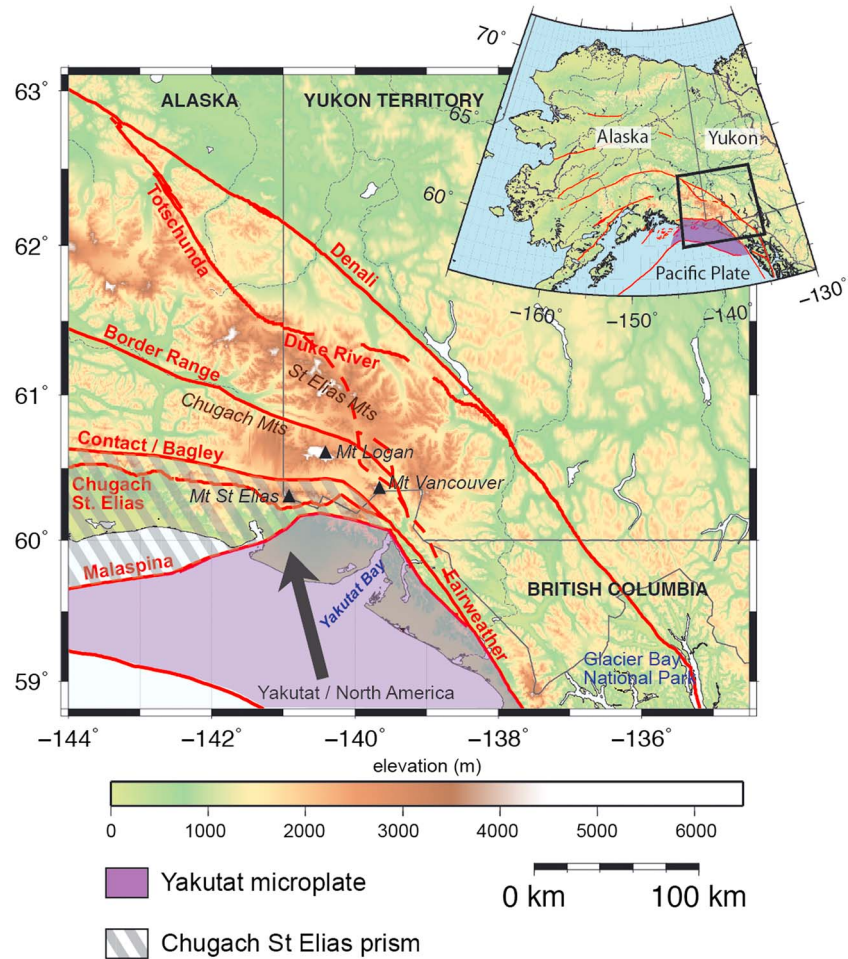 70°
65°
60°
Alaska
Yukon
Pacific Plate
−160°
−150°
−140°
−130°
63°
62°
61°
60°
59°
ALASKA
YUKON TERRITORY
Totschunda
Denali
Border Range
Duke River
St Elias Mts
Chugach Mts
Contact / Bagley
Mt Logan
Chugach
St. Elias
Mt St Elias
Mt Vancouver
Malaspina
Yakutat Bay
Fairweather
BRITISH COLUMBIA
Glacier Bay
National Park
Yakutat / North America
−144°
−142°
−140°
−138°
−136°
elevation (m)
0
1000
2000
3000
4000
5000
6000
Yakutat microplate
0 km
100 km
Chugach St Elias prism